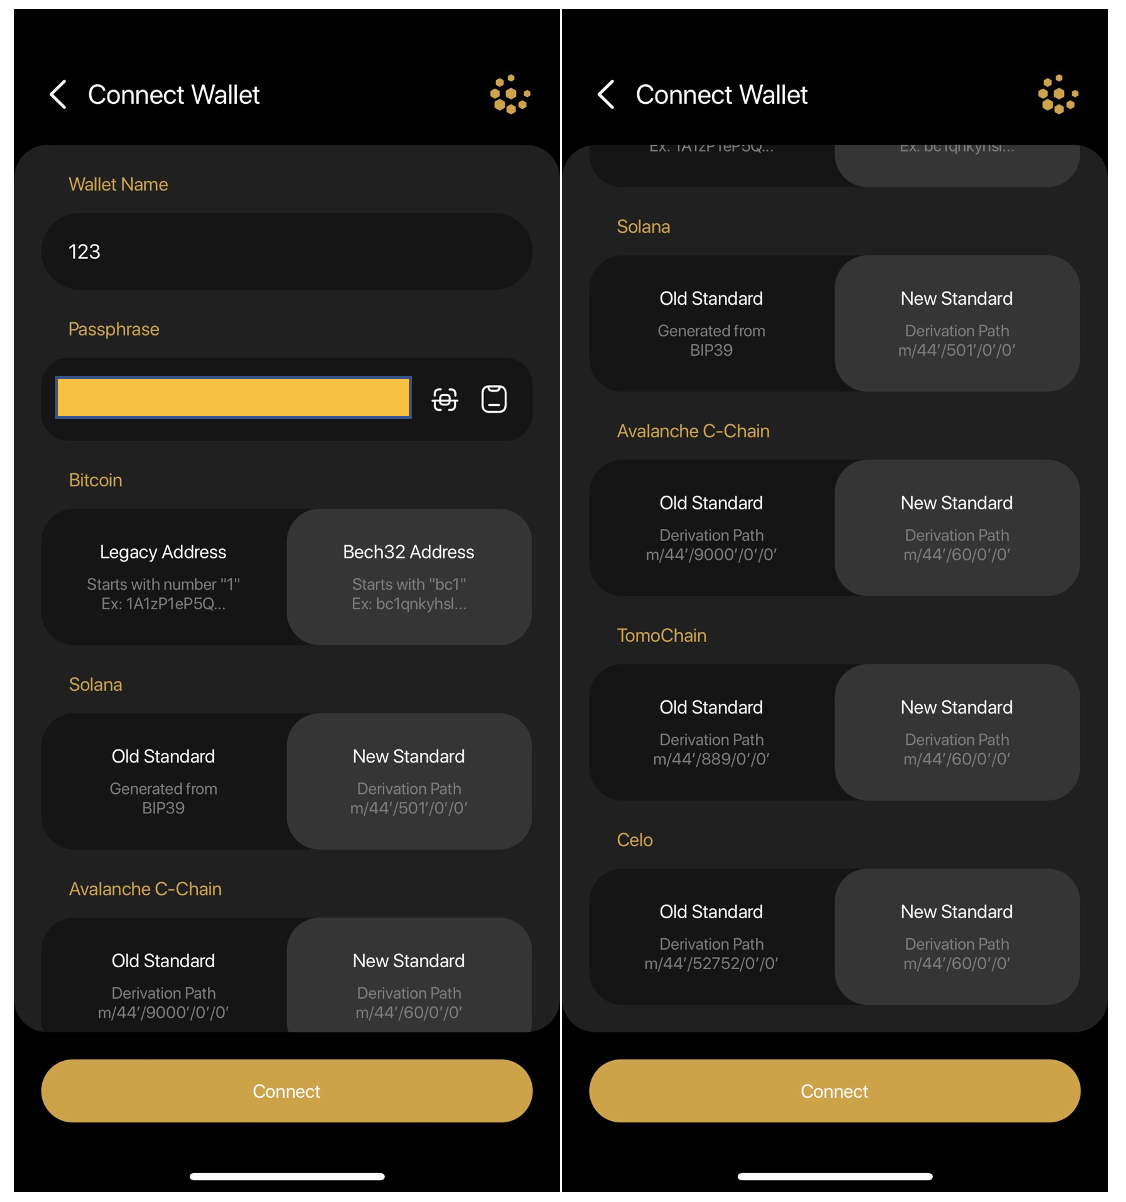 Connect Wallet
Wallet Name
123
Passphrase
Bitcoin
Legacy Address
Starts with number "1"
Ex: 1A1zP1eP5Q...
Bech32 Address
Starts with "bc1"
Ex: bc1qnkyhsl...
Solana
Old Standard
Generated from
BIP39
New Standard
Derivation Path
m/44'/501'/0'/0'
Avalanche C-Chain
Old Standard
Derivation Path
m/44'/9000'/0'/0'
New Standard
Derivation Path
m/44'/60/0'/0'
Connect
Connect Wallet
Ex: 1A1zP1eP5Q...
Ex: bc1qnkyhsl...
Solana
Old Standard
Generated from
BIP39
New Standard
Derivation Path
m/44'/501'/0'/0'
Avalanche C-Chain
Old Standard
Derivation Path
m/44'/9000'/0'/0'
New Standard
Derivation Path
m/44'/60/0'/0'
TomoChain
Old Standard
Derivation Path
m/44'/889/0'/0'
New Standard
Derivation Path
m/44'/60/0'/0'
Celo
Old Standard
Derivation Path
m/44'/52752/0'/0'
New Standard
Derivation Path
m/44'/60/0'/0'
Connect